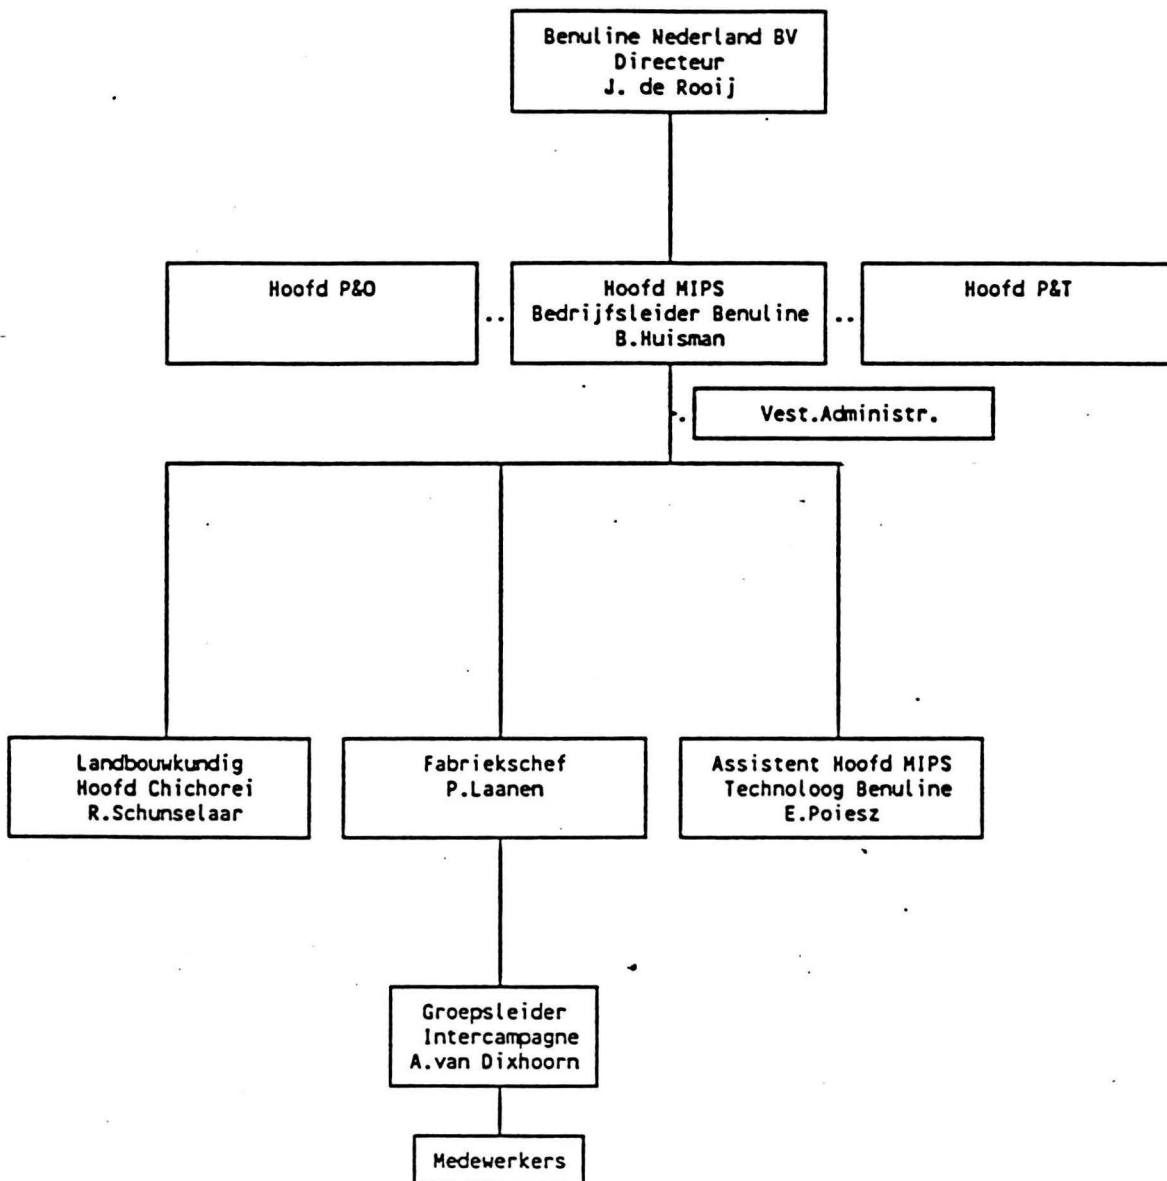 Benuline Nederland BV
Directeur
J. de Rooij
Hoofd P&O
Hoofd MIPS
Bedrijfsleider Benuline
B.Huisman
Hoofd P&T
Vest.Administr.
Landbouwkundig
Hoofd Chichorei
R.Schunselaar
Fabriekschef
P.Laanen
Assistent Hoofd MIPS
Technoloog Benuline
E.Poiesz
Groepsleider
Intercampagne
A.van Dixhoorn
Medewerkers